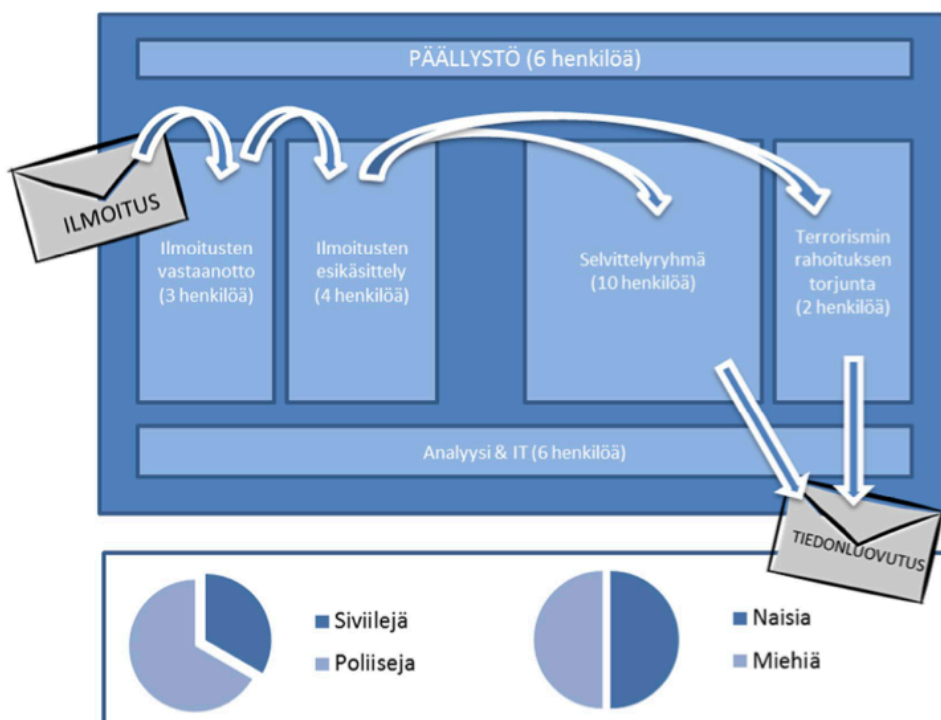 PÄÄLLYSTÖ (6 henkilöä)
ILMOITUS
Ilmoitusten
vastaanotto
(3 henkilöä)
Ilmoitusten
esikäsittely
(4 henkilöä)
Selvittelyryhmä
(10 henkilöä)
Terrorismin
rahoituksen
torjunta
(2 henkilöä)
Analyysi & IT (6 henkilöä)
TIEDONLUOVUTUS
Siviilejä
Poliiseja
Naisia
Miehiä